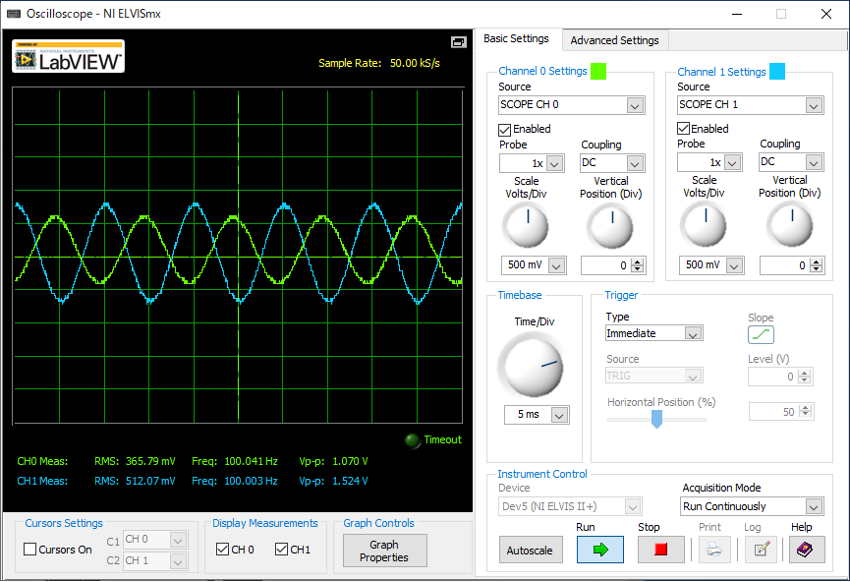 Oscilloscope - NI ELVISmx
POWERED BY
NATIONAL INSTRUMENTS
LabVIEW™
Sample Rate: 50.00 kS/s
Timeout
CH0 Meas: RMS: 365.79 mV Freq: 100.041 Hz Vp-p: 1.070 V
CH1 Meas: RMS: 512.07 mV Freq: 100.003 Hz Vp-p: 1.524 V
Cursors Settings
Cursors On
C1 CH 0
C2 CH 1
Display Measurements
CH 0 CH1
Graph Controls
Graph
Properties
Basic Settings Advanced Settings
Channel 0 Settings
Source
SCOPE CH 0
Enabled
Probe Coupling
1x DC
Scale Vertical
Volts/Div Position (Div)
500 mV 0
Channel 1 Settings
Source
SCOPE CH 1
Enabled
Probe Coupling
1x DC
Scale Vertical
Volts/Div Position (Div)
500 mV 0
Timebase
Time/Div
5 ms
Trigger
Type Slope
Immediate
Source Level (V)
TRIG 0
Horizontal Position (%)
50
Instrument Control
Device Acquisition Mode
Dev5 (NI ELVIS II+) Run Continuously
Run Stop Print Log Help
Autoscale